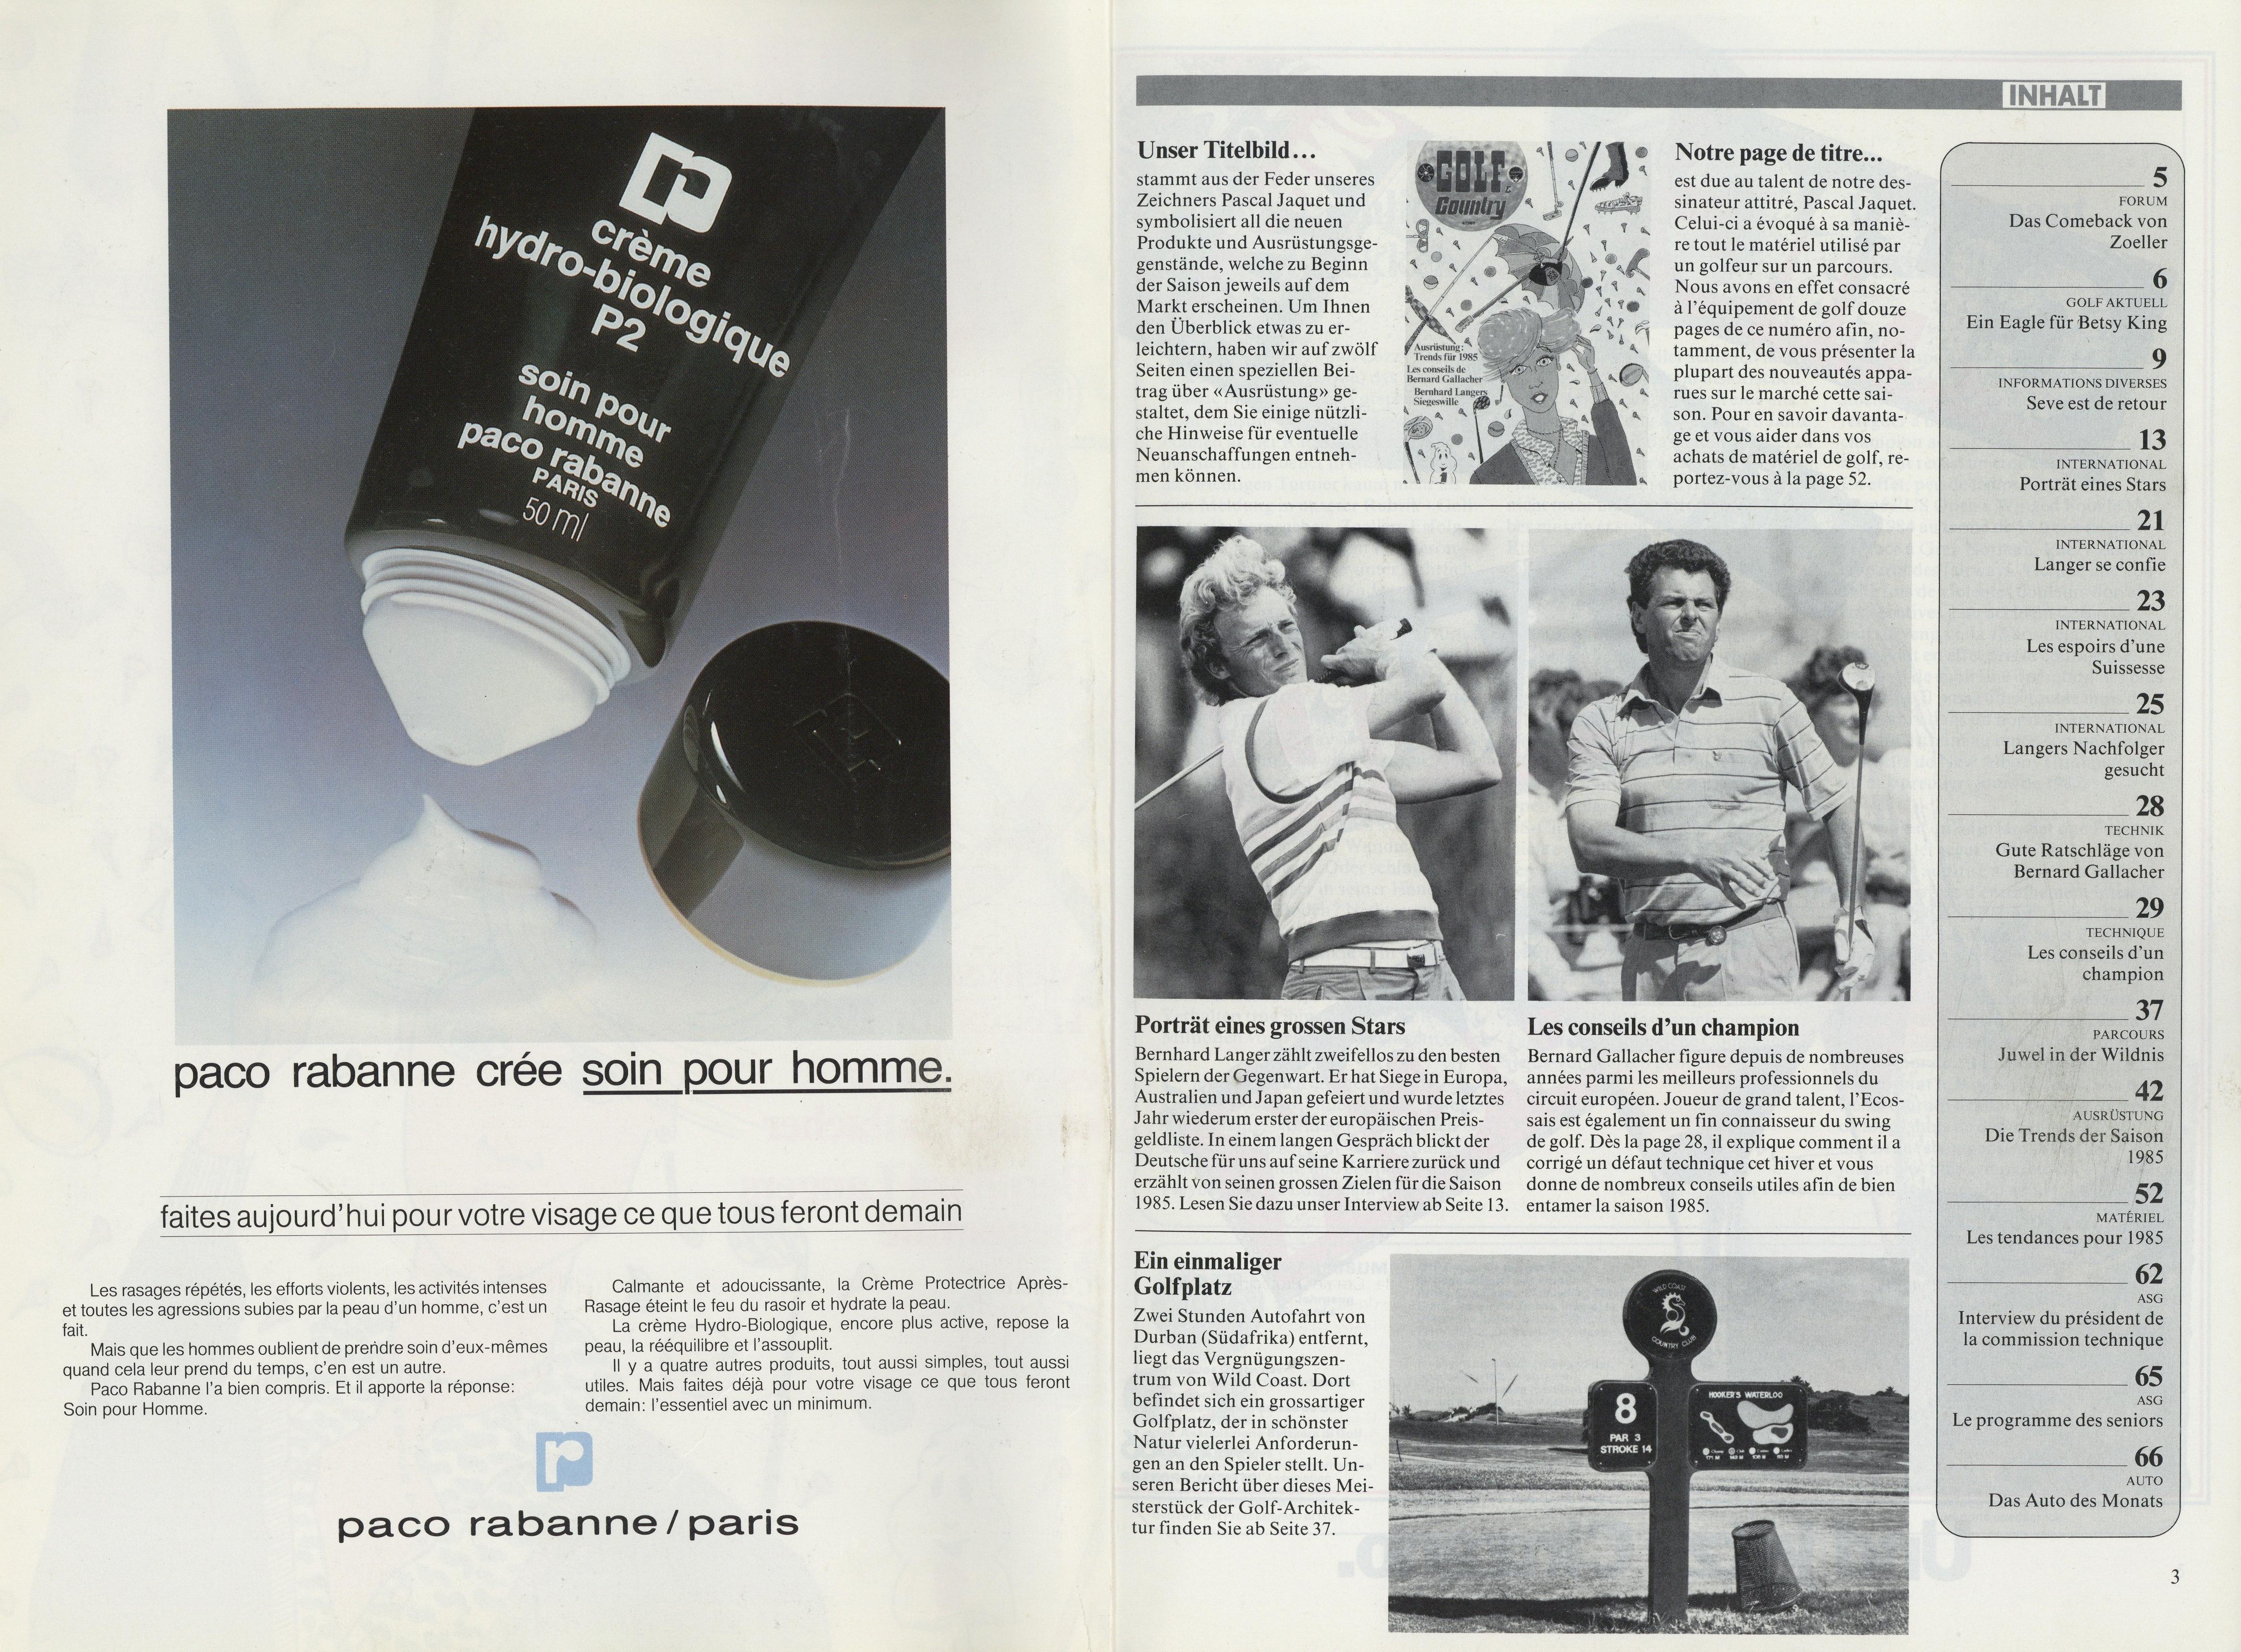 crème
hydro-biologique
P2
soin pour
homme
paco rabanne
PARIS
50 ml
paco rabanne crée soin pour homme.
faites aujourd'hui pour votre visage ce que tous feront demain
Les rasages répétés, les efforts violents, les activités intenses
et toutes les agressions subies par la peau d'un homme, c'est un
fait.
Mais que les hommes oublient de prendre soin d'eux-mêmes
quand cela leur prend du temps, c'en est un autre.
Paco Rabanne l'a bien compris. Et il apporte la réponse:
Soin pour Homme.
Calmante et adoucissante, la Crème Protectrice Après-
Rasage éteint le feu du rasoir et hydrate la peau.
La crème Hydro-Biologique, encore plus active, repose la
peau, la rééquilibre et l'assouplit.
Il y a quatre autres produits, tout aussi simples, tout aussi
utiles. Mais faites déjà pour votre visage ce que tous feront
demain: l'essentiel avec un minimum.
paco rabanne / paris
INHALT
Unser Titelbild...
stammt aus der Feder unseres
Zeichners Pascal Jaquet und
symbolisiert all die neuen
Produkte und Ausrüstungsge-
genstände, welche zu Beginn
der Saison jeweils auf dem
Markt erscheinen. Um Ihnen
den Überblick etwas zu er-
leichtern, haben wir auf zwölf
Seiten einen speziellen Bei-
trag über «Ausrüstung» ge-
staltet, dem Sie einige nützli-
che Hinweise für eventuelle
Neuanschaffungen entneh-
men können.
GOLF
Country
Ausrüstung:
Trends für 1985
Les conseils de
Bernard Gallacher
Bernhard Langers
Siegeswille
Notre page de titre...
est due au talent de notre des-
sinateur attitré, Pascal Jaquet.
Celui-ci a évoqué à sa maniè-
re tout le matériel utilisé par
un golfeur sur un parcours.
Nous avons en effet consacré
à l'équipement de golf douze
pages de ce numéro afin, no-
tamment, de vous présenter la
plupart des nouveautés appa-
rues sur le marché cette sai-
son. Pour en savoir davanta-
ge et vous aider dans vos
achats de matériel de golf, re-
portez-vous à la page 52.
Porträt eines grossen Stars
Bernhard Langer zählt zweifellos zu den besten
Spielern der Gegenwart. Er hat Siege in Europa,
Australien und Japan gefeiert und wurde letztes
Jahr wiederum erster der europäischen Preis-
geldliste. In einem langen Gespräch blickt der
Deutsche für uns auf seine Karriere zurück und
erzählt von seinen grossen Zielen für die Saison
1985. Lesen Sie dazu unser Interview ab Seite 13.
Les conseils d'un champion
Bernard Gallacher figure depuis de nombreuses
années parmi les meilleurs professionnels du
circuit européen. Joueur de grand talent, l'Ecos-
sais est également un fin connaisseur du swing
de golf. Dès la page 28, il explique comment il a
corrigé un défaut technique cet hiver et vous
donne de nombreux conseils utiles afin de bien
entamer la saison 1985.
Ein einmaliger
Golfplatz
Zwei Stunden Autofahrt von
Durban (Südafrika) entfernt,
liegt das Vergnügungszen-
trum von Wild Coast. Dort
befindet sich ein grossartiger
Golfplatz, der in schönster
Natur vielerlei Anforderun-
gen an den Spieler stellt. Un-
seren Bericht über dieses Mei-
sterstück der Golf-Architek-
tur finden Sie ab Seite 37.
WILD COAST
COUNTRY CLUB
8
PAR 3
STROKE 14
HOOKER'S WATERLOO
5
FORUM
Das Comeback von
Zoeller
6
GOLF AKTUELL
Ein Eagle für Betsy King
9
INFORMATIONS DIVERSES
Seve est de retour
13
INTERNATIONAL
Porträt eines Stars
21
INTERNATIONAL
Langer se confie
23
INTERNATIONAL
Les espoirs d'une
Suissesse
25
INTERNATIONAL
Langers Nachfolger
gesucht
28
TECHNIK
Gute Ratschläge von
Bernard Gallacher
29
TECHNIQUE
Les conseils d'un
champion
37
PARCOURS
Juwel in der Wildnis
42
AUSRÜSTUNG
Die Trends der Saison
1985
52
MATÉRIEL
Les tendances pour 1985
62
ASG
Interview du président de
la commission technique
65
ASG
Le programme des seniors
66
AUTO
Das Auto des Monats
3